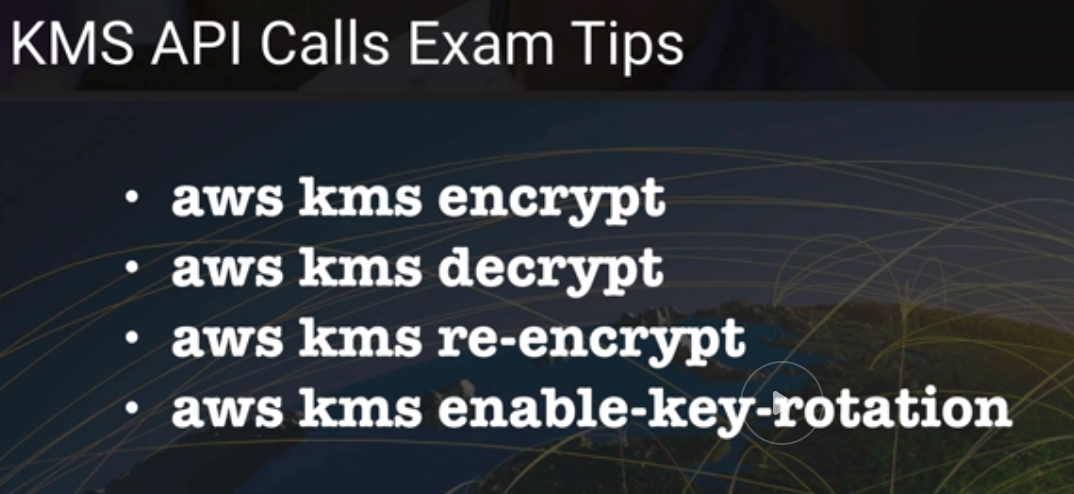 KMS API Calls Exam Tips
• aws kms encrypt
• aws kms decrypt
• aws kms re-encrypt
• aws kms enable-key-rotation